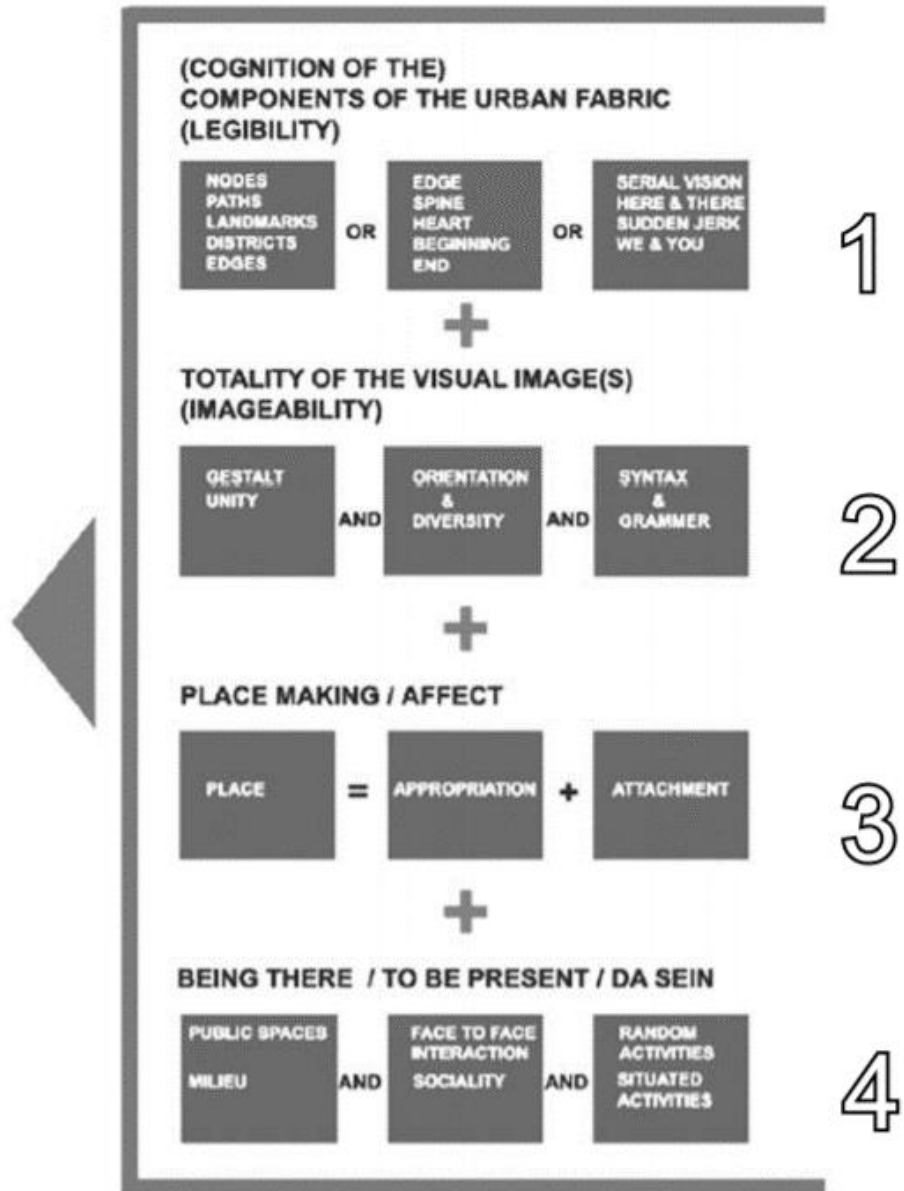 (COGNITION OF THE)
COMPONENTS OF THE URBAN FABRIC
(LEGIBILITY)
NODES
PATHS
LANDMARKS
DISTRICTS
EDGES
OR
EDGE
SPINE
HEART
BEGINNING
END
OR
SERIAL VISION
HERE & THERE
SUDDEN JERK
WE & YOU
1
+
TOTALITY OF THE VISUAL IMAGE(S)
(IMAGEABILITY)
GESTALT
UNITY
AND
ORIENTATION
&
DIVERSITY
AND
SYNTAX
&
GRAMMER
2
+
PLACE MAKING / AFFECT
PLACE
=
APPROPRIATION
+
ATTACHMENT
3
+
BEING THERE / TO BE PRESENT / DA SEIN
PUBLIC SPACES
MILIEU
AND
FACE TO FACE
INTERACTION
SOCIALITY
AND
RANDOM
ACTIVITIES
SITUATED
ACTIVITIES
4